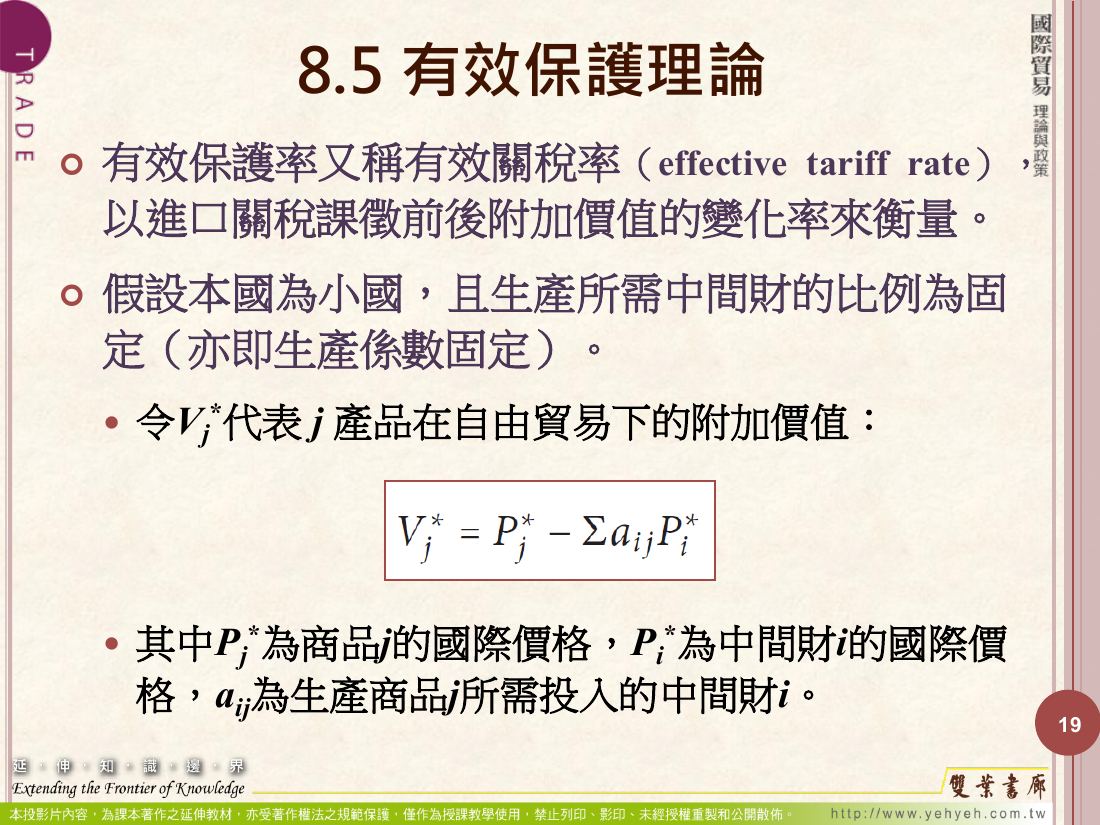 TRADE
國際貿易 理論與政策
8.5 有效保護理論
有效保護率又稱有效關稅率（effective tariff rate），
以進口關稅課徵前後附加價值的變化率來衡量。
假設本國為小國，且生產所需中間財的比例為固
定（亦即生產係數固定）。
令Vj*代表 j 產品在自由貿易下的附加價值：
Vj* = Pj* − ΣaijPi*
其中Pj*為商品j的國際價格，Pi*為中間財i的國際價
格，aij為生產商品j所需投入的中間財i。
19
延。伸。知。識。邊。界
Extending the Frontier of Knowledge
雙葉書廊
本投影片內容，為課本著作之延伸教材，亦受著作權法之規範保護，僅作為授課教學使用，禁止列印、影印、未經授權重製和公開散佈。
http://www.yehyeh.com.tw